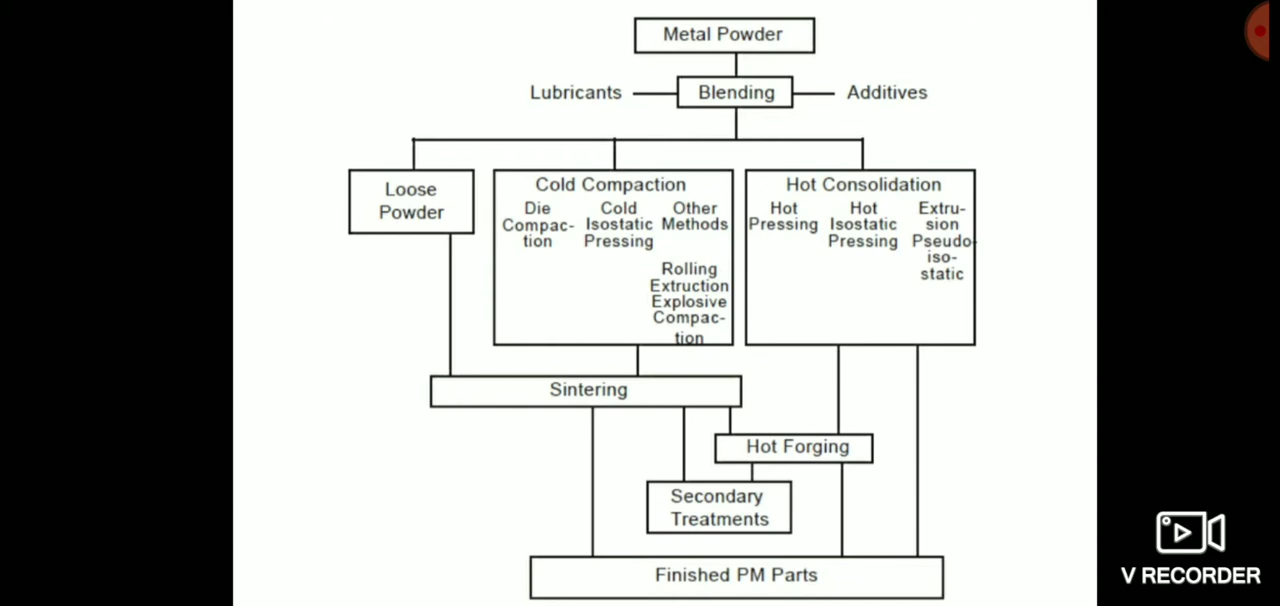 Metal Powder
Lubricants
Blending
Additives
Loose
Powder
Cold Compaction
Die
Compac-
tion
Cold
Isostatic
Pressing
Other
Methods
Rolling
Extruction
Explosive
Compac-
tion
Hot Consolidation
Hot
Pressing
Hot
Isostatic
Pressing
Extru-
sion
Pseudo-
iso-
static
Sintering
Hot Forging
Secondary
Treatments
Finished PM Parts
V RECORDER